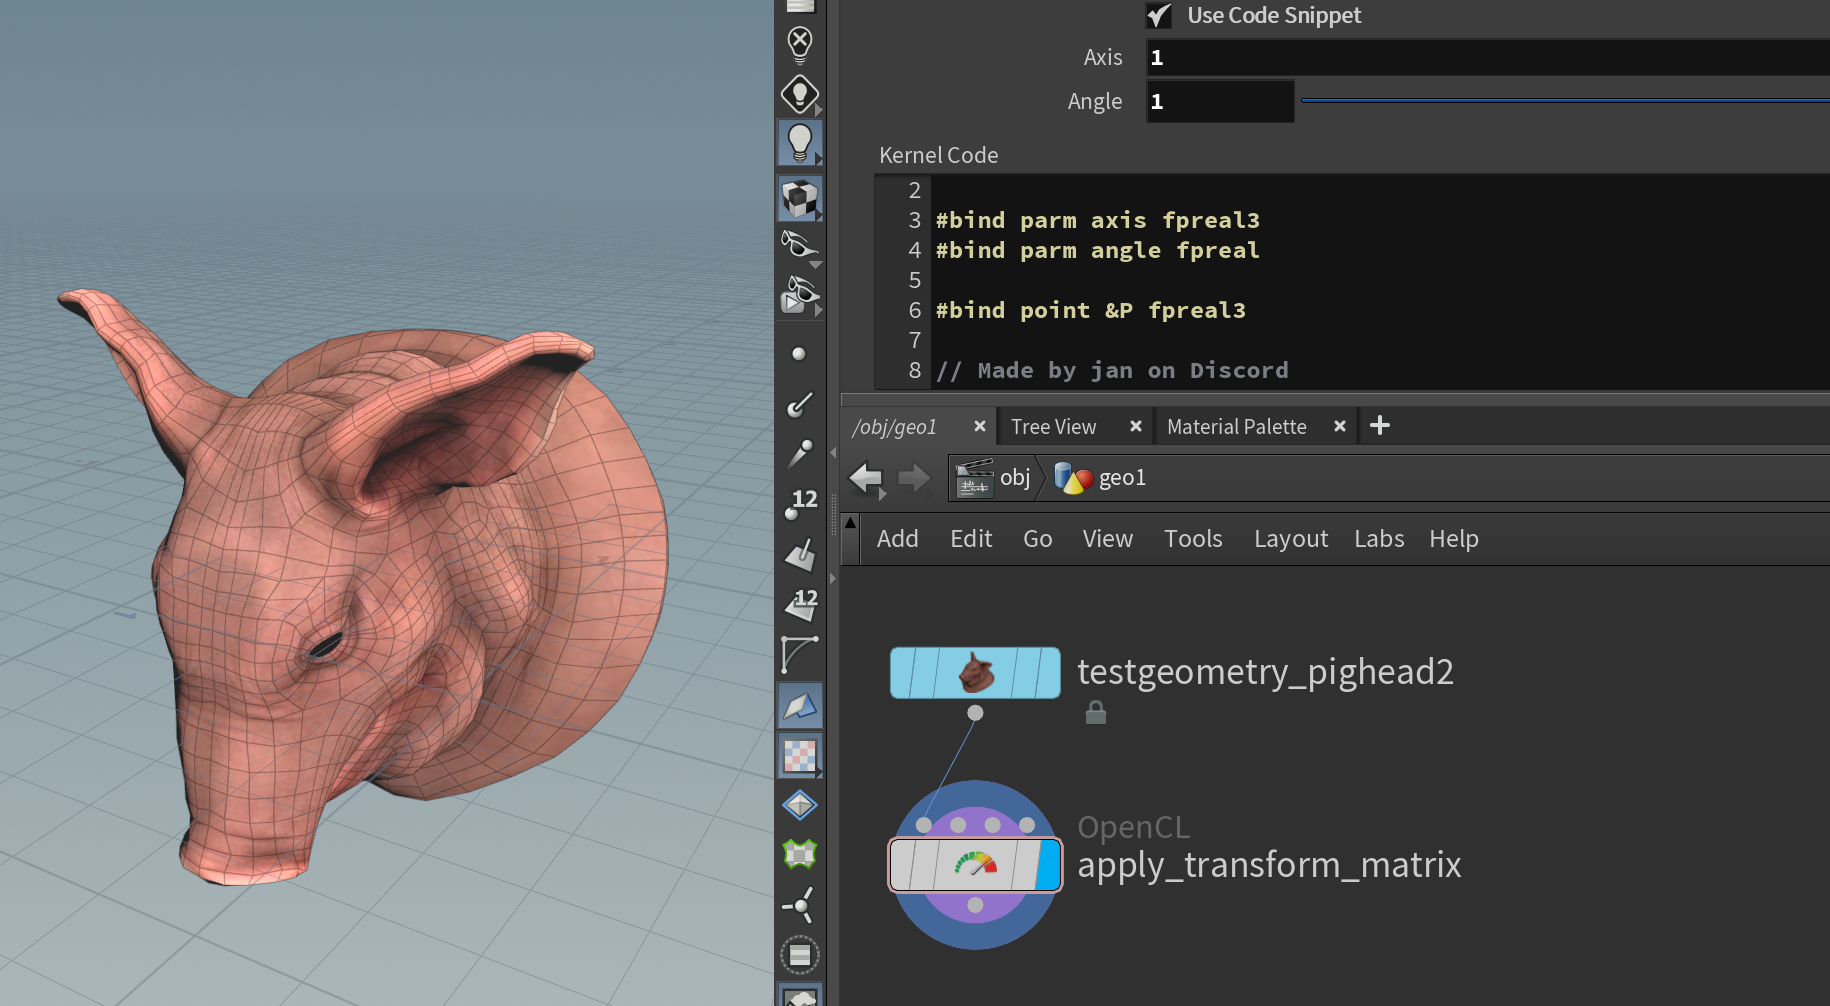 Use Code Snippet
Axis 1
Angle 1
Kernel Code
2
3 #bind parm axis fpreal3
4 #bind parm angle fpreal
5
6 #bind point &P fpreal3
7
8 // Made by jan on Discord
/obj/geo1 Tree View Material Palette
obj geo1
Add Edit Go View Tools Layout Labs Help
testgeometry_pighead2
OpenCL
apply_transform_matrix
12
12